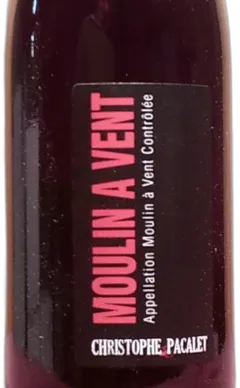 MOULIN A VENT
Appellation Moulin à Vent Contrôlée
CHRISTOPHE PACALET